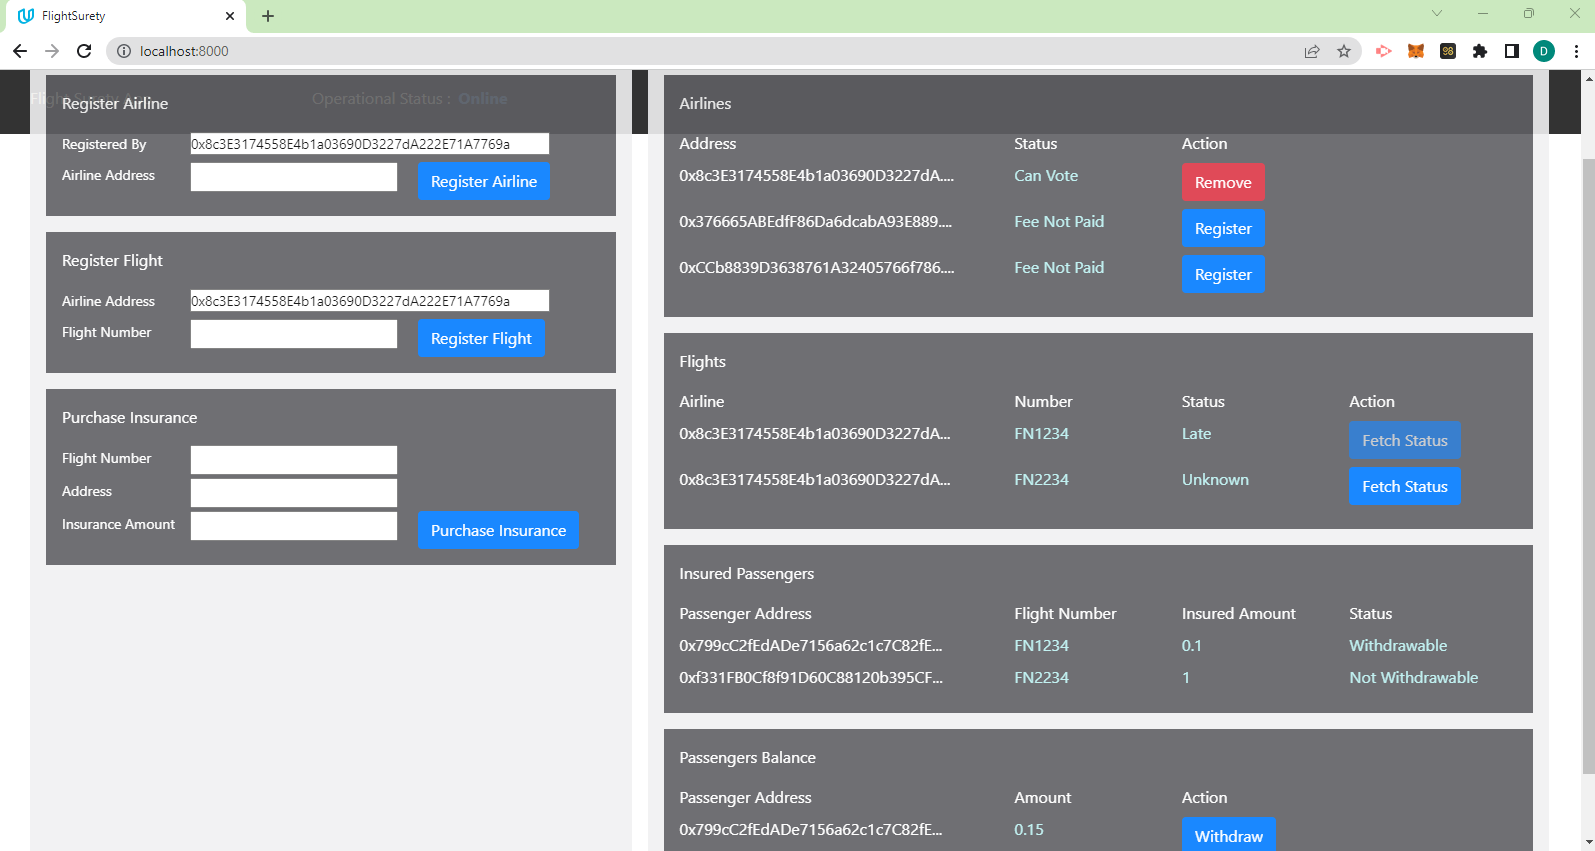 FlightSurety
localhost:8000
98
D
Flight Surety App
Operational Status : Online
Register Airline
Registered By
0x8c3E3174558E4b1a03690D3227dA222E71A7769a
Airline Address
Register Airline
Register Flight
Airline Address
0x8c3E3174558E4b1a03690D3227dA222E71A7769a
Flight Number
Register Flight
Purchase Insurance
Flight Number
Address
Insurance Amount
Purchase Insurance
Airlines
Address Status Action
0x8c3E3174558E4b1a03690D3227dA.... Can Vote Remove
0x376665ABEdfF86Da6dcabA93E889.... Fee Not Paid Register
0xCCb8839D3638761A32405766f786.... Fee Not Paid Register
Flights
Airline Number Status Action
0x8c3E3174558E4b1a03690D3227dA... FN1234 Late Fetch Status
0x8c3E3174558E4b1a03690D3227dA... FN2234 Unknown Fetch Status
Insured Passengers
Passenger Address Flight Number Insured Amount Status
0x799cC2fEdADe7156a62c1c7C82fE... FN1234 0.1 Withdrawable
0xf331FB0Cf8f91D60C88120b395CF... FN2234 1 Not Withdrawable
Passengers Balance
Passenger Address Amount Action
0x799cC2fEdADe7156a62c1c7C82fE... 0.15 Withdraw